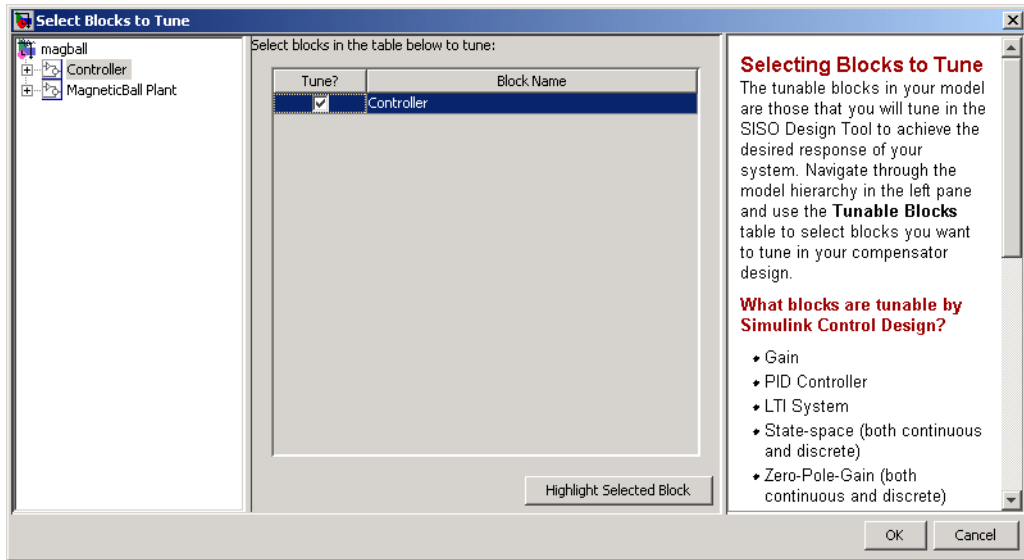 Select Blocks to Tune
magball
Controller
MagneticBall Plant
Select blocks in the table below to tune:
Tune? Block Name
Controller
Highlight Selected Block
Selecting Blocks to Tune
The tunable blocks in your model
are those that you will tune in the
SISO Design Tool to achieve the
desired response of your
system. Navigate through the
model hierarchy in the left pane
and use the Tunable Blocks
table to select blocks you want
to tune in your compensator
design.
What blocks are tunable by
Simulink Control Design?
Gain
PID Controller
LTI System
State-space (both continuous
and discrete)
Zero-Pole-Gain (both
continuous and discrete)
OK Cancel